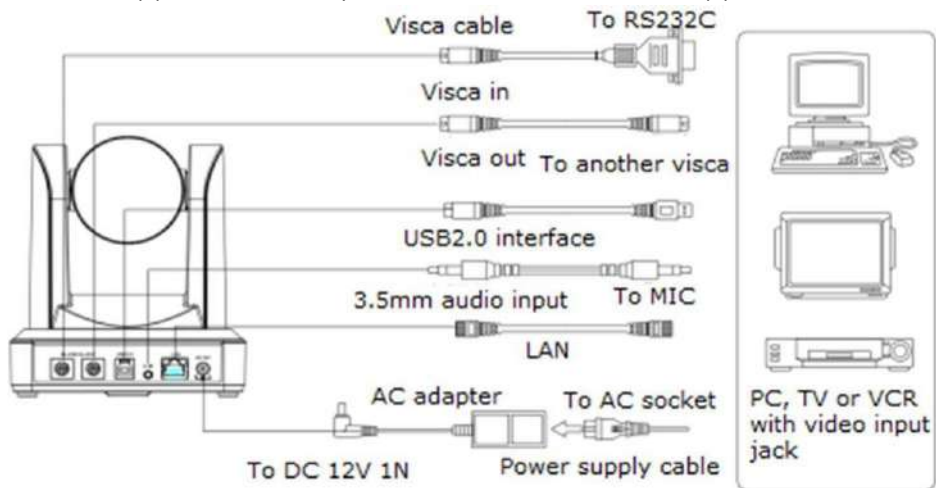 Visca cable
To RS232C
Visca in
Visca out
To another visca
USB2.0 interface
3.5mm audio input
To MIC
LAN
AC adapter
To AC socket
To DC 12V 1N
Power supply cable
PC, TV or VCR
with video input
jack